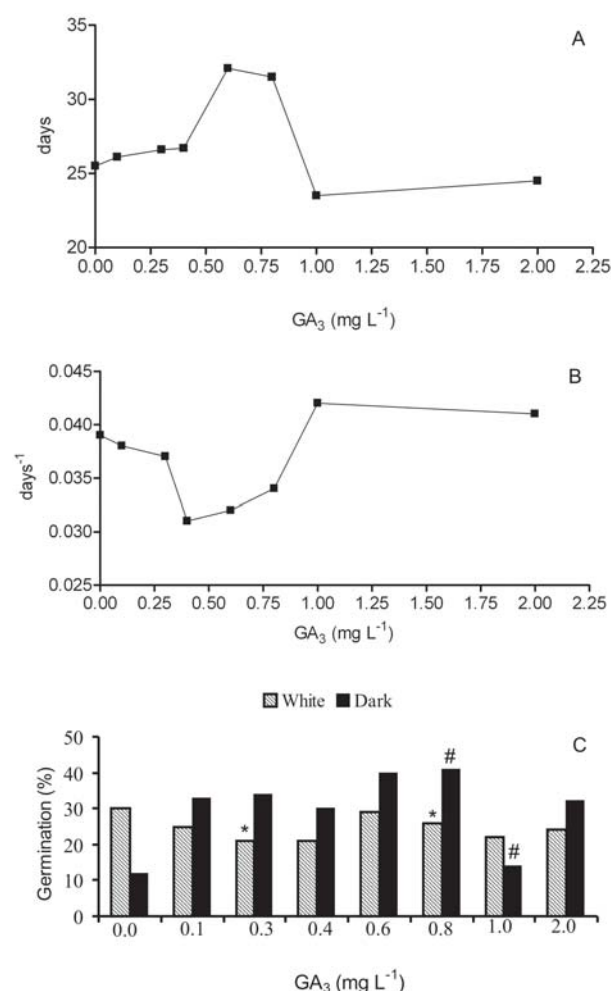 A
35
30
25
20
days
0.00 0.25 0.50 0.75 1.00 1.25 1.50 1.75 2.00 2.25
GA₃ (mg L⁻¹)
B
0.045
0.040
0.035
0.030
0.025
days⁻¹
0.00 0.25 0.50 0.75 1.00 1.25 1.50 1.75 2.00 2.25
GA₃ (mg L⁻¹)
White Dark
C
50
40
30
20
10
0
Germination (%)
* * # #
0.0 0.1 0.3 0.4 0.6 0.8 1.0 2.0
GA₃ (mg L⁻¹)